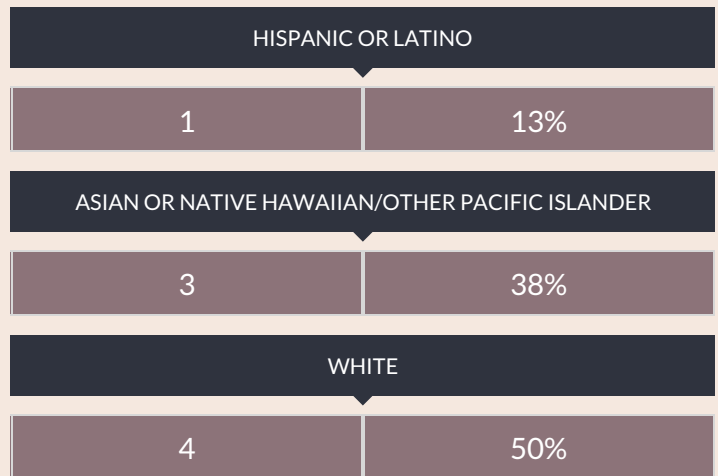 HISPANIC OR LATINO
1 13%
ASIAN OR NATIVE HAWAIIAN/OTHER PACIFIC ISLANDER
3 38%
WHITE
4 50%